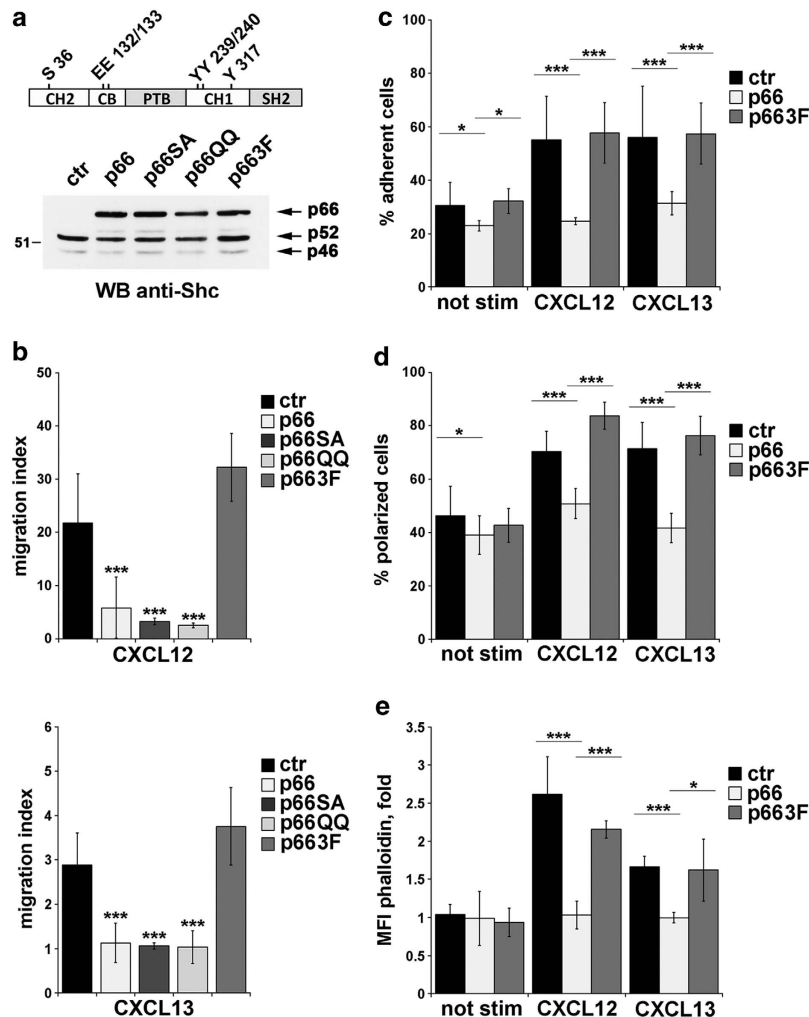 a
S 36
EE 132/133
YY 239/240
Y 317
CH2 CB PTB CH1 SH2
ctr p66 p66SA p66QQ p663F
p66
p52
51
p46
WB anti-Shc
b
50
40
30
20
10
0
migration index
CXCL12
ctr
p66
p66SA
p66QQ
p663F
*** *** ***
6
5
4
3
2
1
0
migration index
CXCL13
ctr
p66
p66SA
p66QQ
p663F
*** *** ***
c
100
80
60
40
20
0
% adherent cells
* * *** *** *** ***
not stim CXCL12 CXCL13
ctr
p66
p663F
d
100
80
60
40
20
0
% polarized cells
* *** *** *** ***
not stim CXCL12 CXCL13
ctr
p66
p663F
e
3.5
3
2.5
2
1.5
1
0.5
0
MFI phalloidin, fold
*** *** *** *
not stim CXCL12 CXCL13
ctr
p66
p663F